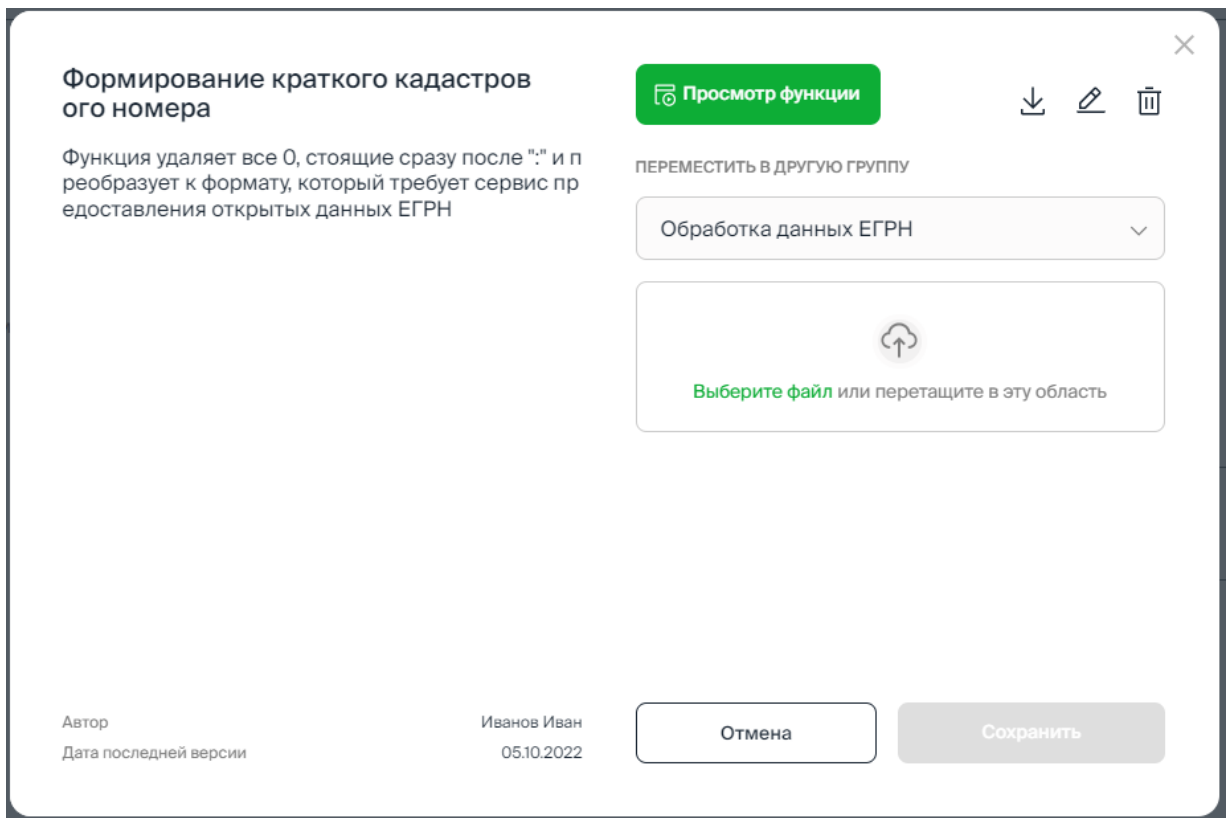 Формирование краткого кадастров
ого номера
Функция удаляет все 0, стоящие сразу после ":" и п
реобразует к формату, который требует сервис пр
едоставления открытых данных ЕГРН
Автор
Иванов Иван
Дата последней версии
05.10.2022
Просмотр функции
ПЕРЕМЕСТИТЬ В ДРУГУЮ ГРУППУ
Обработка данных ЕГРН
Выберите файл или перетащите в эту область
Отмена
Сохранить